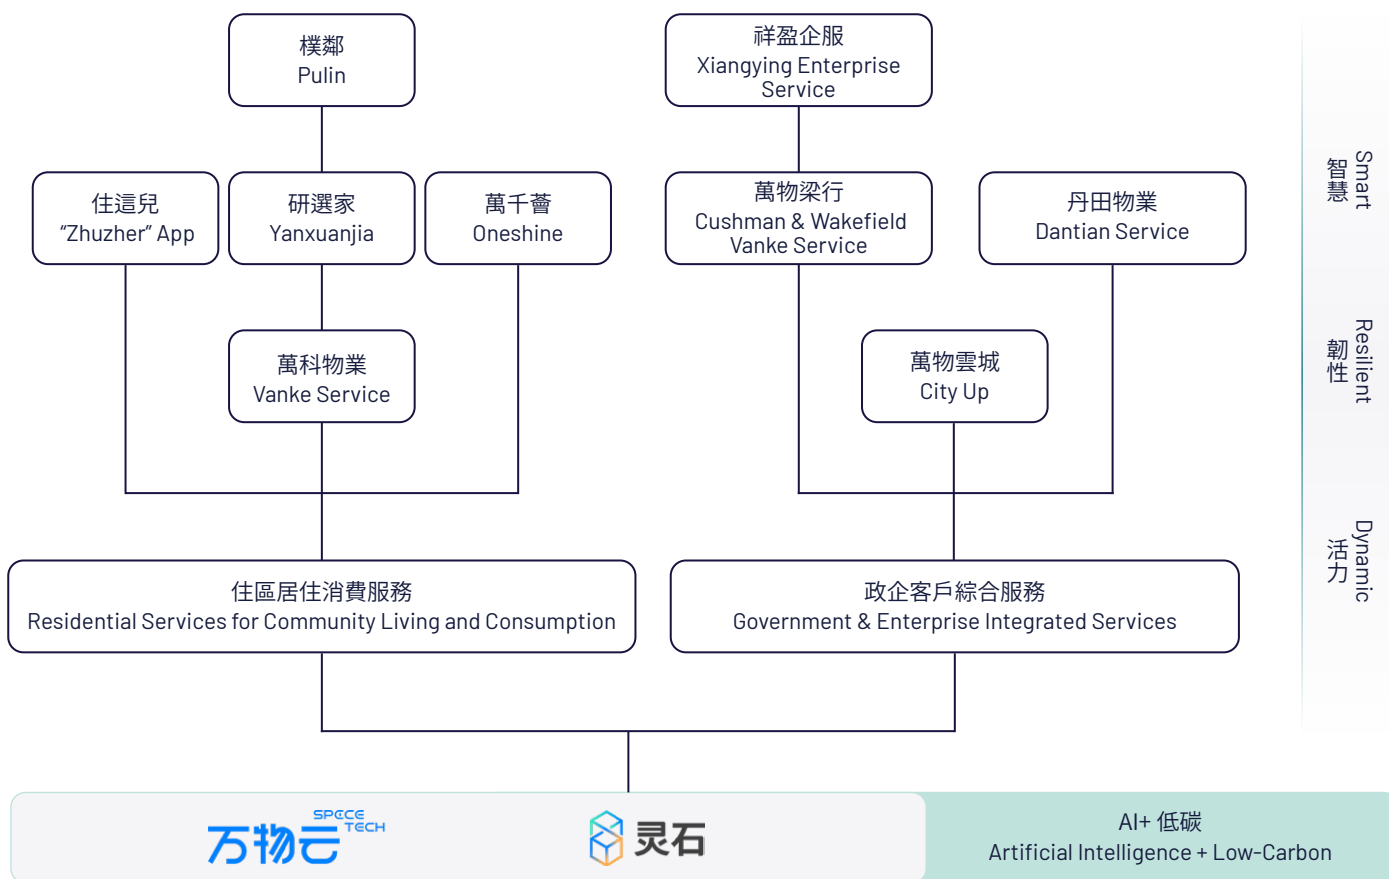 樸鄰
Pulin
祥盈企服
Xiangying Enterprise
Service
住這兒
“Zhuzher” App
研選家
Yanxuanjia
萬千薈
Oneshine
萬物梁行
Cushman & Wakefield
Vanke Service
丹田物業
Dantian Service
萬科物業
Vanke Service
萬物雲城
City Up
住區居住消費服務
Residential Services for Community Living and Consumption
政企客戶綜合服務
Government & Enterprise Integrated Services
Smart
智慧
Resilient
韌性
Dynamic
活力
万物云
SPACE
TECH
灵石
AI+ 低碳
Artificial Intelligence + Low-Carbon